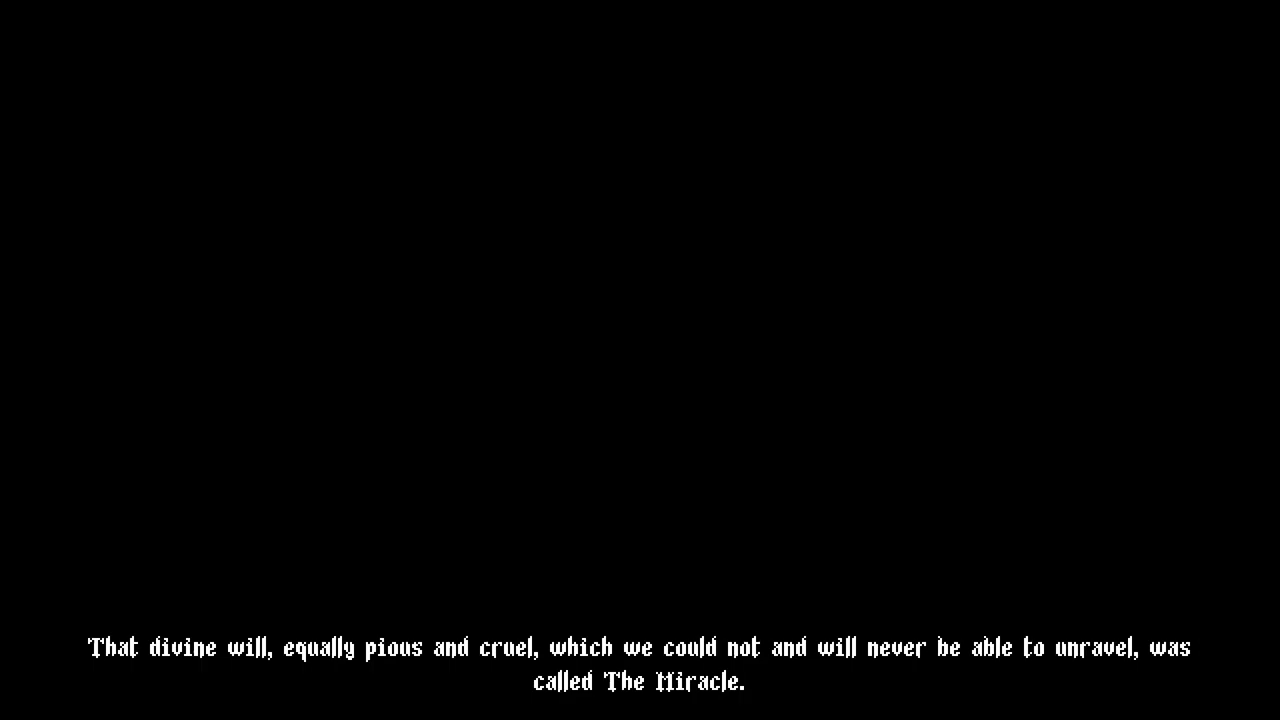 That divine will, equally pious and cruel, which we could not and will never be able to unravel, was
called The Miracle.